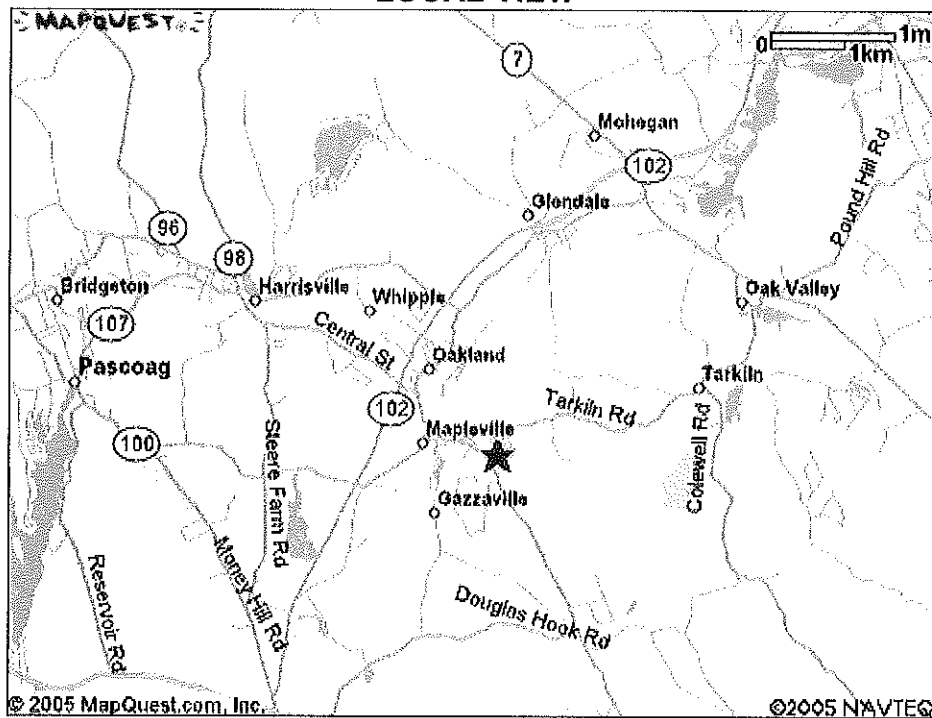 MAPQUEST
0 1m
1km
7
Mohegan
102
Pound Hill Rd
Glendale
96
98
Bridgeton
Harrisville
Whipple
Oak Valley
107
Central St
Oakland
Pascoag
Tarkiln
102
Tarkiln Rd
Mapleville
100
Steere Farm Rd
Colewell Rd
Gazzaville
Reservoir Rd
Money Hill Rd
Douglas Hook Rd
© 2005 MapQuest.com, Inc.
©2005 NAVTEQ